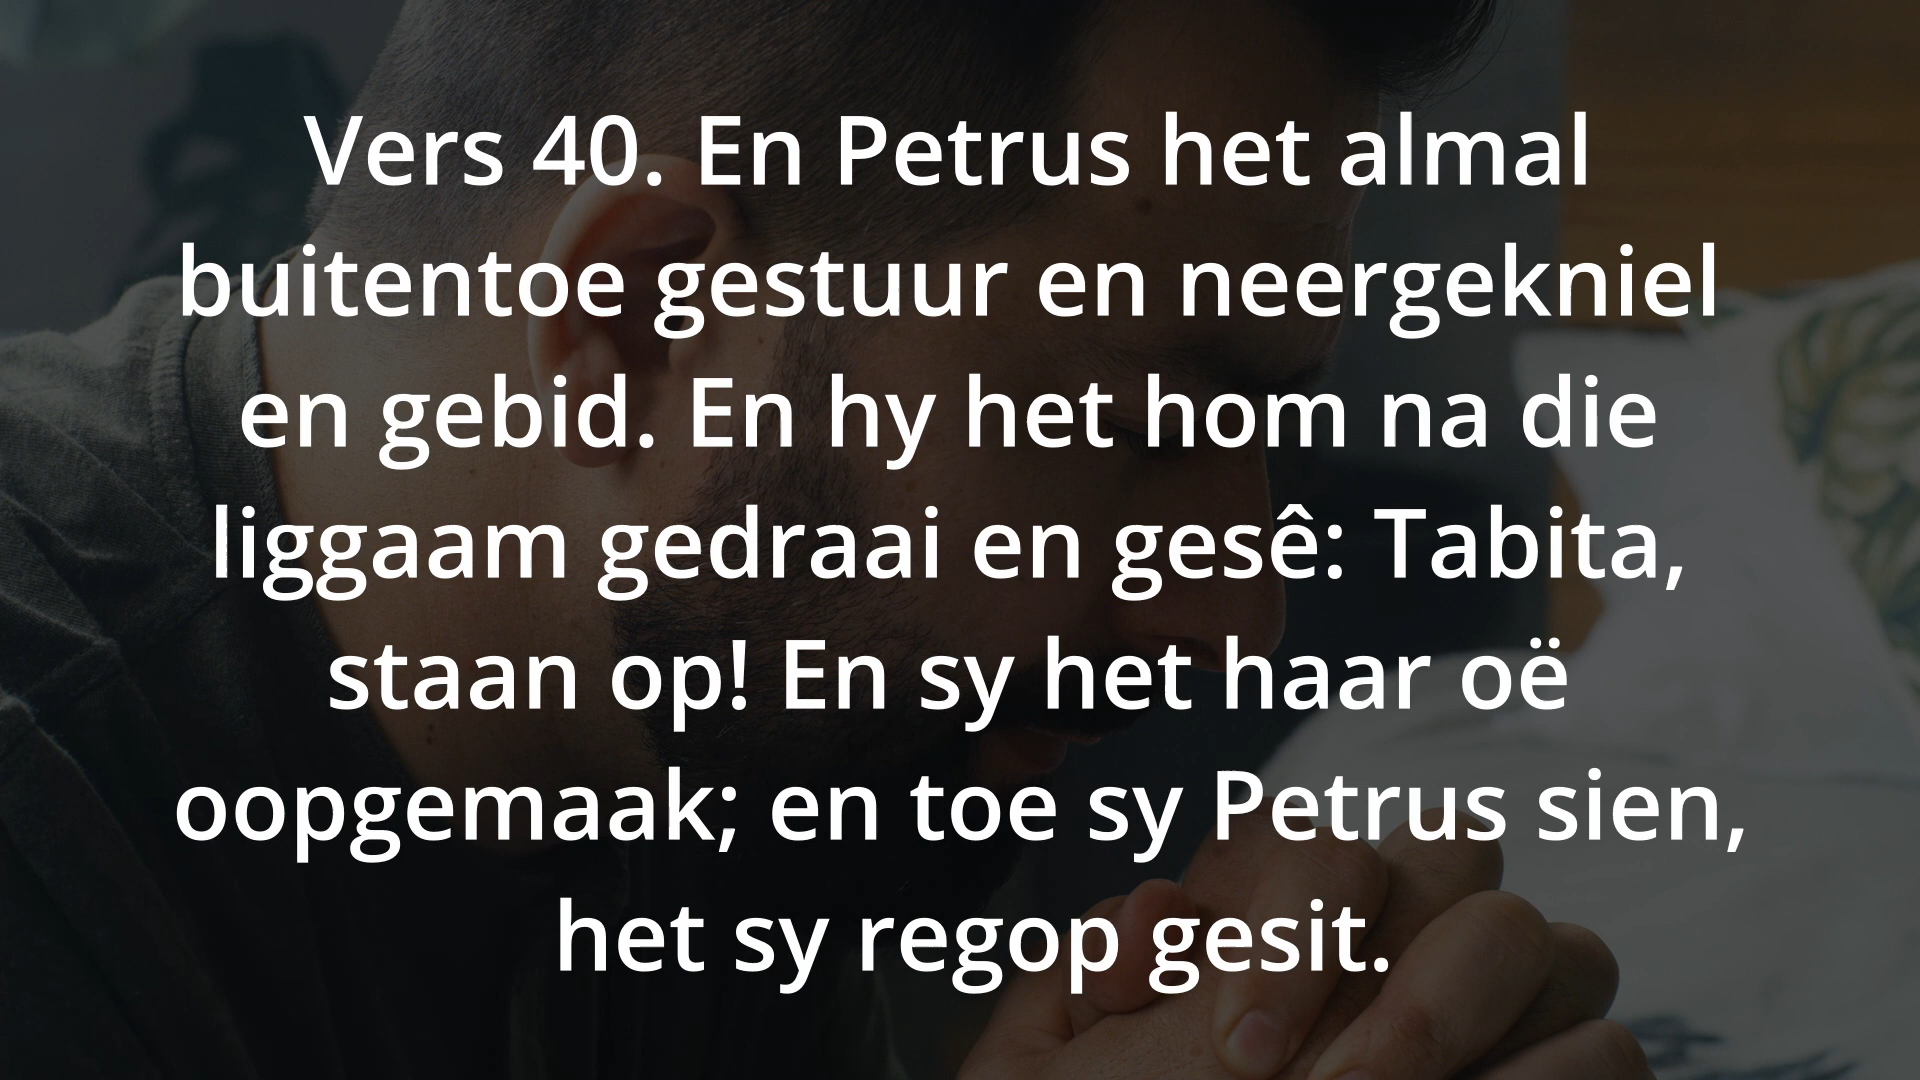 Vers 40. En Petrus het almal
buitentoe gestuur en neergekniel
en gebid. En hy het hom na die
liggaam gedraai en gesê: Tabita,
staan op! En sy het haar oë
oopgemaak; en toe sy Petrus sien,
het sy regop gesit.